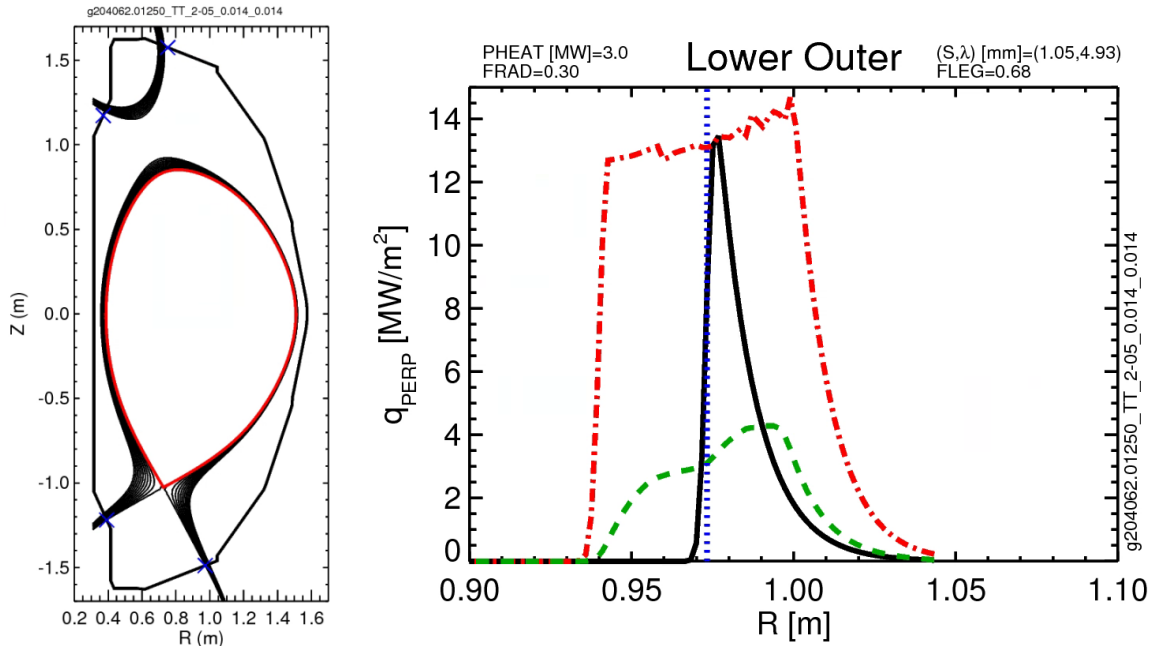 g204062.01250_TT_2-05_0.014_0.014
1.5
1.0
0.5
0.0
-0.5
-1.0
-1.5
Z (m)
0.2 0.4 0.6 0.8 1.0 1.2 1.4 1.6
R (m)
PHEAT [MW]=3.0
FRAD=0.30
Lower Outer
(S,λ) [mm]=(1.05,4.93)
FLEG=0.68
14
12
10
8
6
4
2
0
qPERP [MW/m²]
0.90 0.95 1.00 1.05 1.10
R [m]
g204062.01250_TT_2-05_0.014_0.014